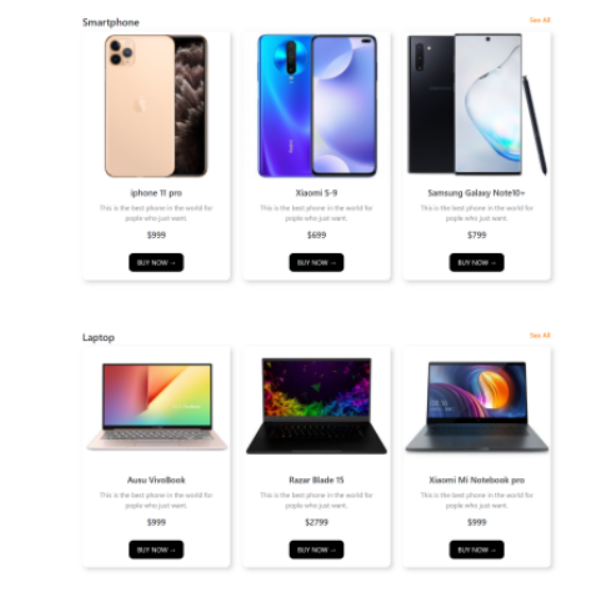 Smartphone
See All
iphone 11 pro
Xiaomi S-9
Samsung Galaxy Note10+
This is the best phone in the world for
pople who just want.
This is the best phone in the world for
pople who just want.
This is the best phone in the world for
pople who just want.
$999
$699
$799
BUY NOW →
BUY NOW →
BUY NOW →
Laptop
See All
Ausu VivoBook
Razar Blade 15
Xiaomi Mi Notebook pro
This is the best phone in the world for
pople who just want.
This is the best phone in the world for
pople who just want.
This is the best phone in the world for
pople who just want.
$999
$2799
$999
BUY NOW →
BUY NOW →
BUY NOW →